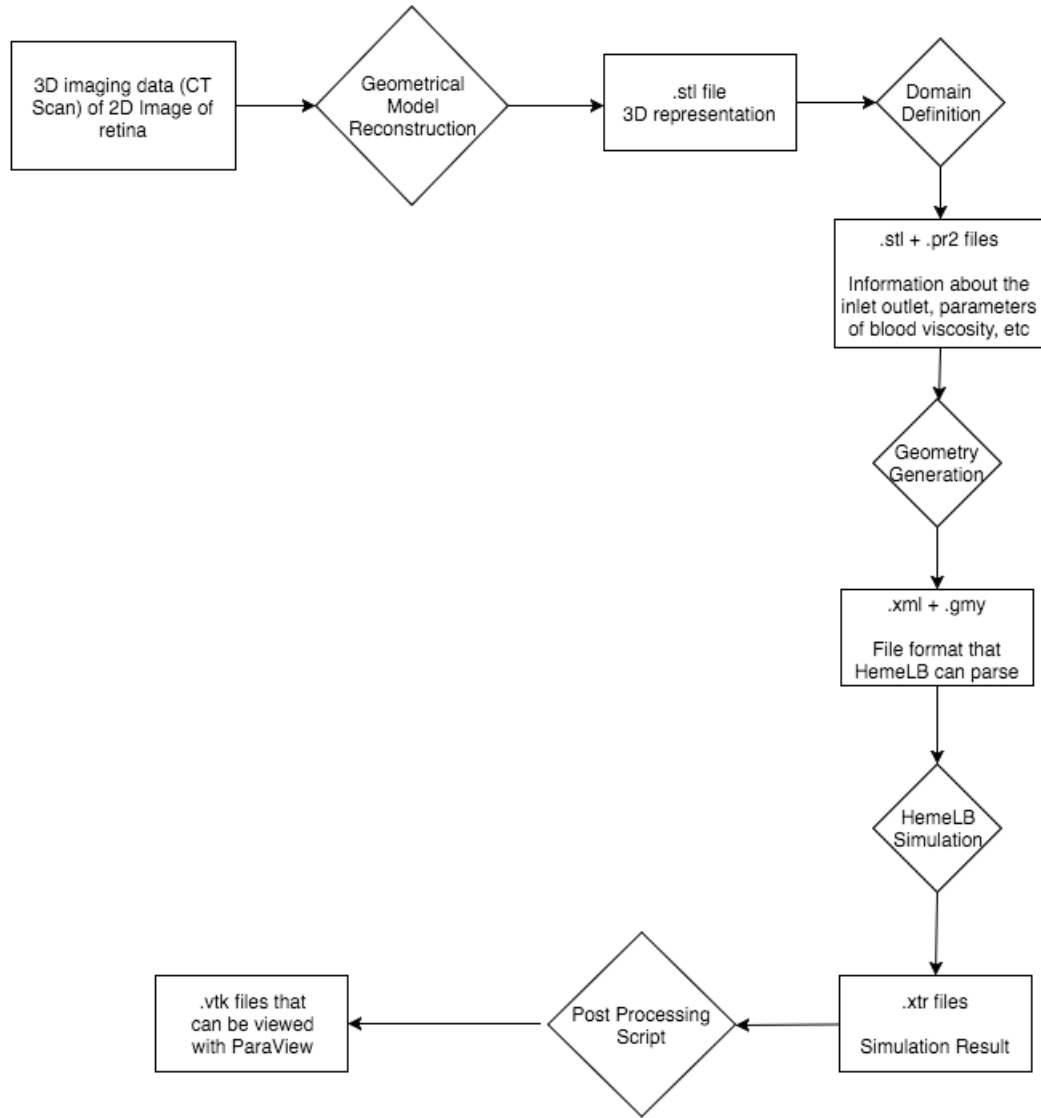 3D imaging data (CT
Scan) of 2D Image of
retina
Geometrical
Model
Reconstruction
.stl file
3D representation
Domain
Definition
.stl + .pr2 files
Information about the
inlet outlet, parameters
of blood viscosity, etc
Geometry
Generation
.xml + .gmy
File format that
HemeLB can parse
HemeLB
Simulation
.xtr files
Simulation Result
Post Processing
Script
.vtk files that
can be viewed
with ParaView